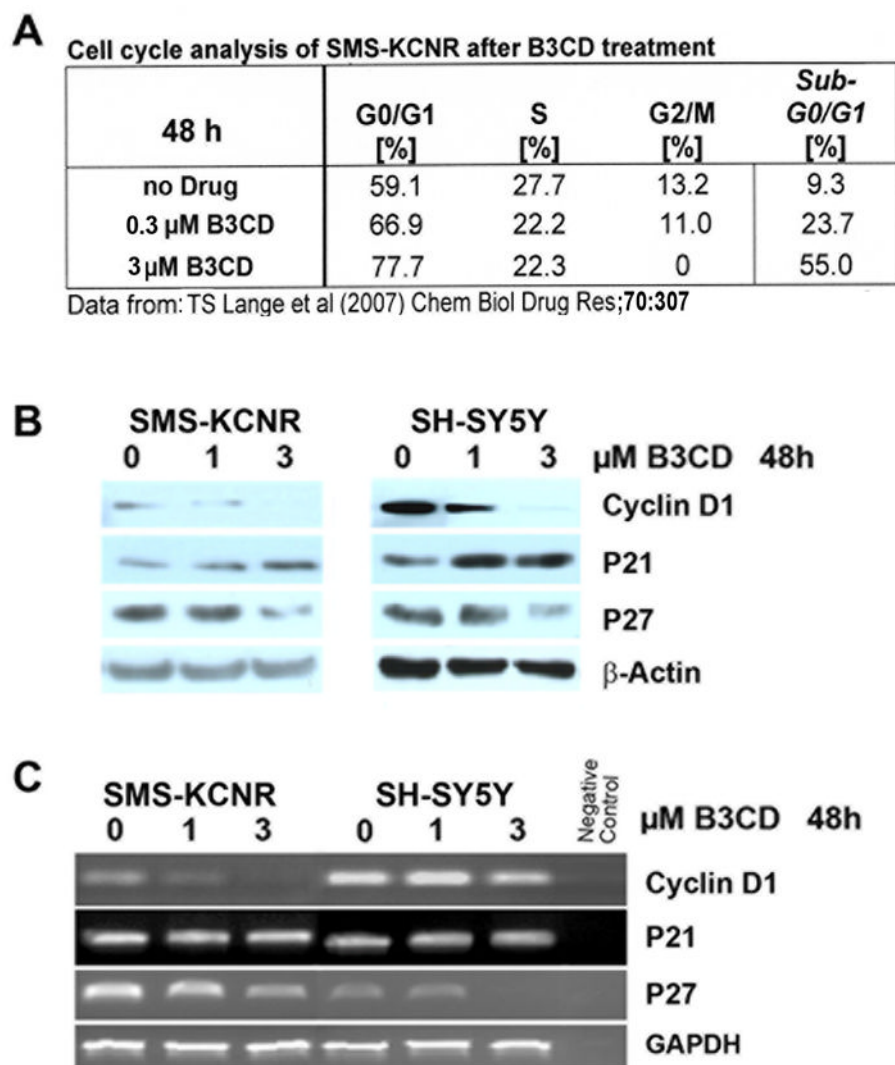 A
Cell cycle analysis of SMS-KCNR after B3CD treatment
48 h G0/G1 [%] S [%] G2/M [%] Sub-G0/G1 [%]
no Drug 59.1 27.7 13.2 9.3
0.3 µM B3CD 66.9 22.2 11.0 23.7
3 µM B3CD 77.7 22.3 0 55.0
Data from: TS Lange et al (2007) Chem Biol Drug Res;70:307
B
SMS-KCNR SH-SY5Y
0 1 3 0 1 3 µM B3CD 48h
Cyclin D1
P21
P27
β-Actin
C
SMS-KCNR SH-SY5Y Negative Control
0 1 3 0 1 3 µM B3CD 48h
Cyclin D1
P21
P27
GAPDH